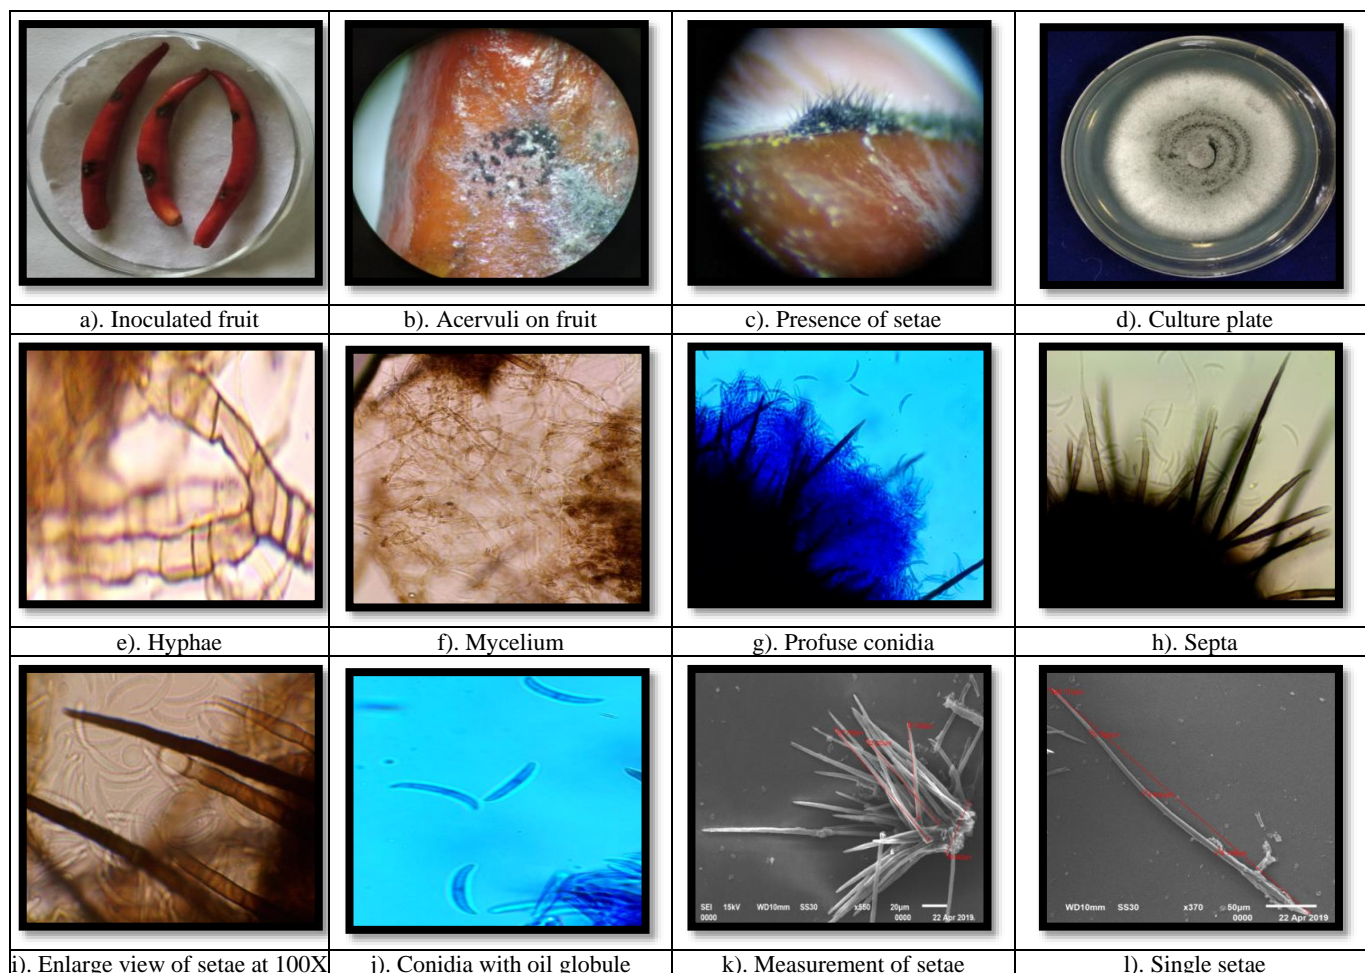 a). Inoculated fruit
b). Acervuli on fruit
c). Presence of setae
d). Culture plate
e). Hyphae
f). Mycelium
g). Profuse conidia
h). Septa
SEI 15kV WD10mm SS30 x550 20µm
0000 22 Apr 2019
WD10mm SS30 x370 50µm
0000 22 Apr 2019
i). Enlarge view of setae at 100X
j). Conidia with oil globule
k). Measurement of setae
l). Single setae